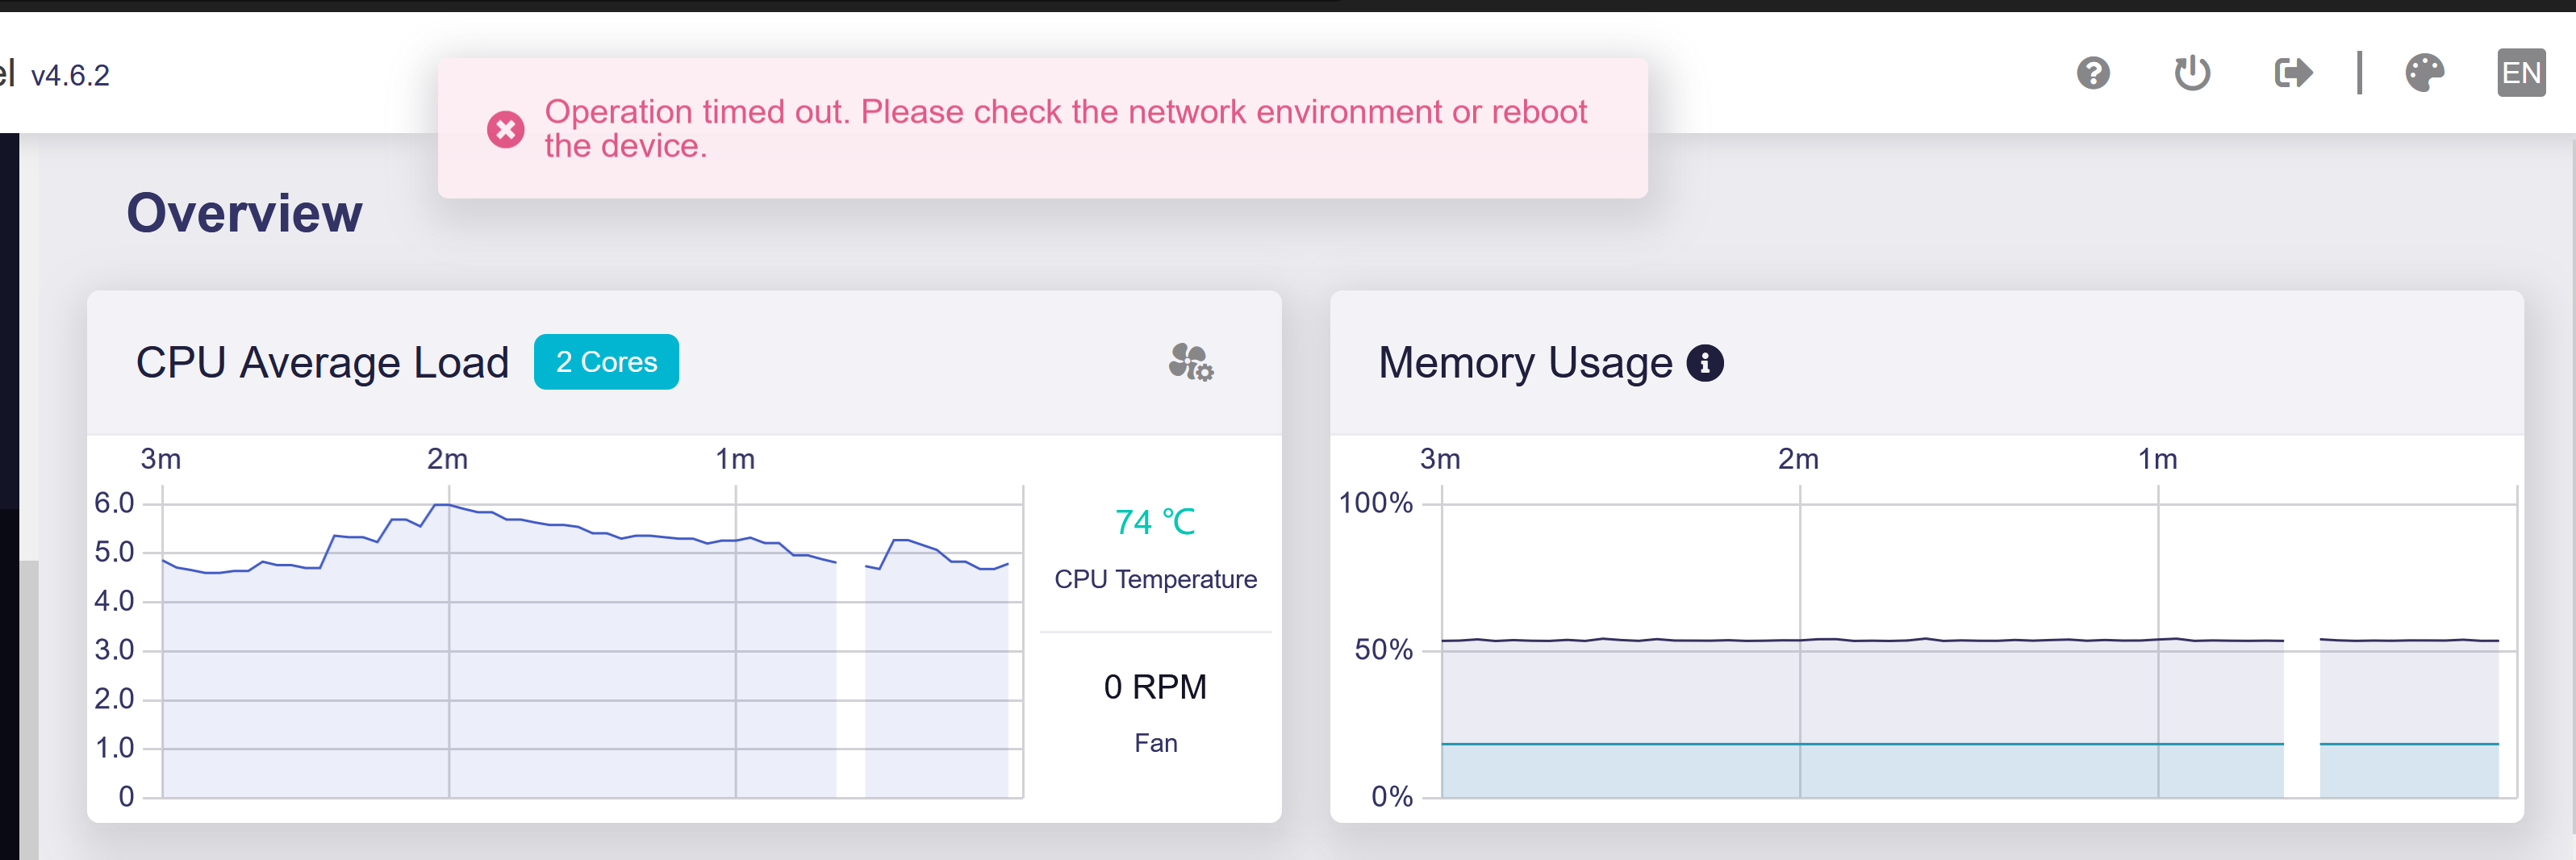 el v4.6.2
EN
Operation timed out. Please check the network environment or reboot
the device.
Overview
CPU Average Load
2 Cores
3m 2m 1m
6.0
5.0
4.0
3.0
2.0
1.0
0
74 ℃
CPU Temperature
0 RPM
Fan
Memory Usage
3m 2m 1m
100%
50%
0%